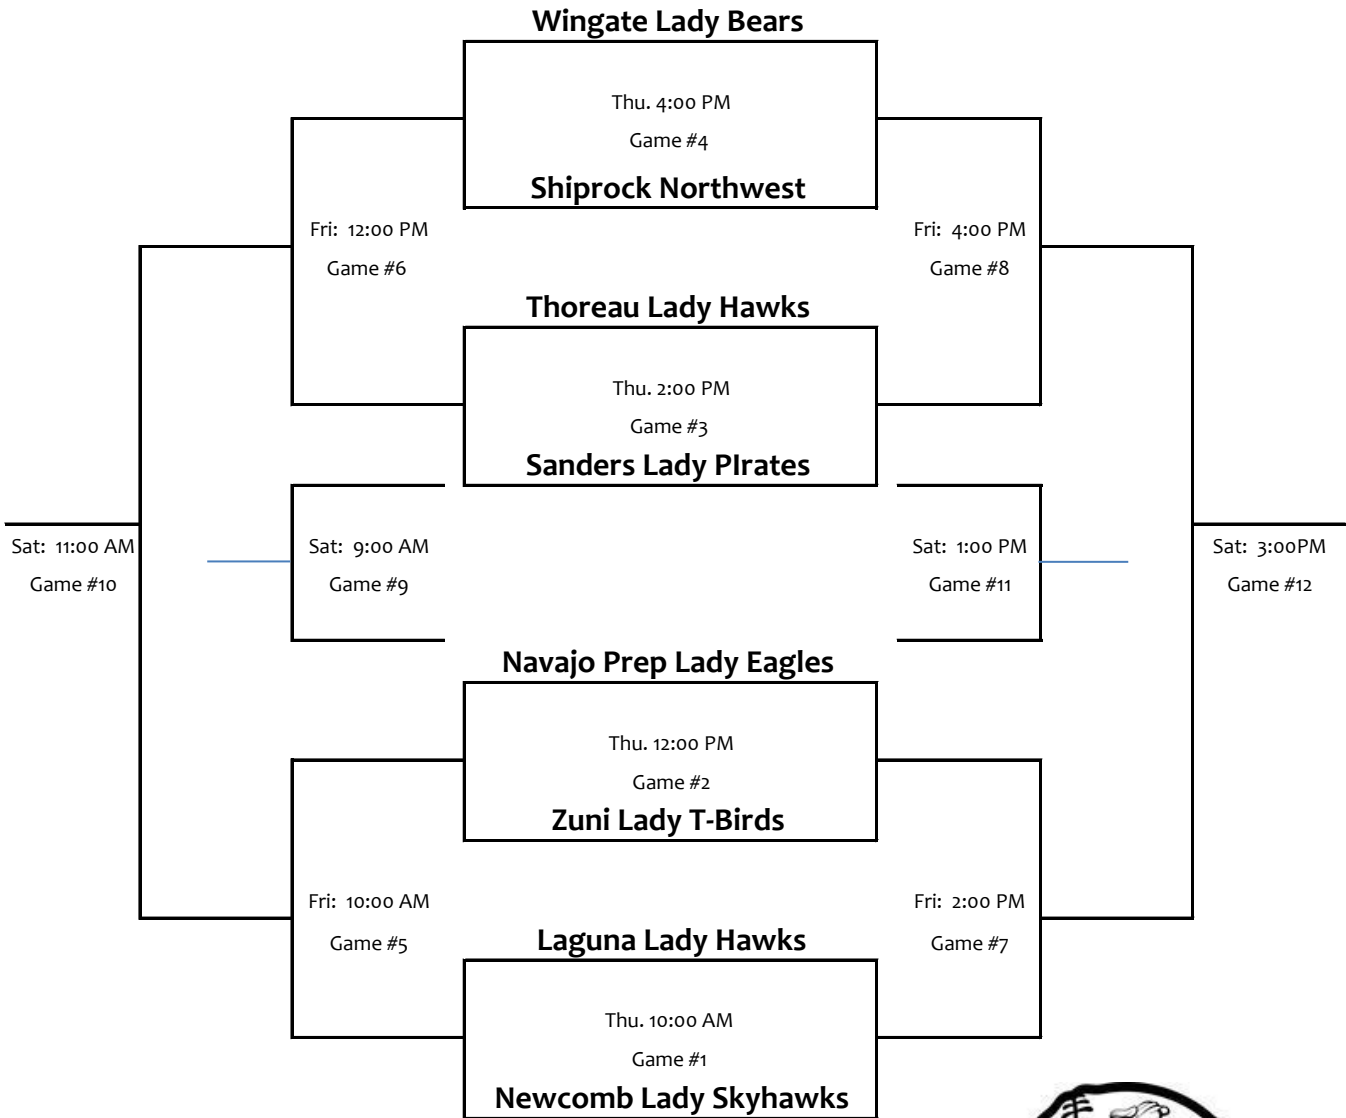 Wingate Lady Bears
Thu. 4:00 PM
Game #4
Shiprock Northwest
Fri:  12:00 PM
Game #6
Fri:  4:00 PM
Game #8
Thoreau Lady Hawks
Thu. 2:00 PM
Game #3
Sanders Lady PIrates
Sat:  11:00 AM
Game #10
Sat:  9:00 AM
Game #9
Sat:  1:00 PM
Game #11
Sat:  3:00PM
Game #12
Navajo Prep Lady Eagles
Thu. 12:00 PM
Game #2
Zuni Lady T-Birds
Fri:  10:00 AM
Game #5
Fri:  2:00 PM
Game #7
Laguna Lady Hawks
Thu. 10:00 AM
Game #1
Newcomb Lady Skyhawks